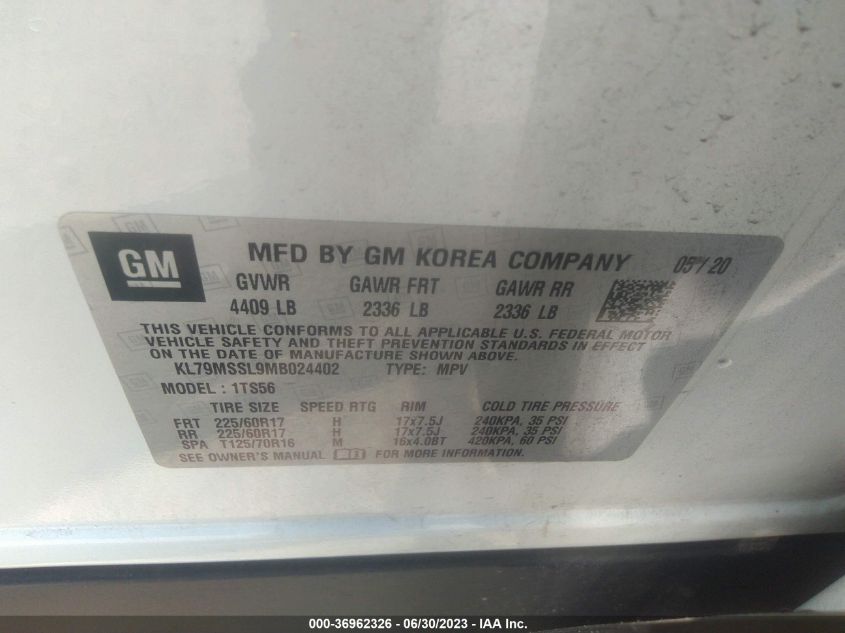 GM
MFD BY GM KOREA COMPANY 05/20
GVWR GAWR FRT GAWR RR
4409 LB 2336 LB 2336 LB
THIS VEHICLE CONFORMS TO ALL APPLICABLE U.S. FEDERAL MOTOR
VEHICLE SAFETY AND THEFT PREVENTION STANDARDS IN EFFECT
ON THE DATE OF MANUFACTURE SHOWN ABOVE.
KL79MSSL9MB024402 TYPE: MPV
MODEL : 1TS56
TIRE SIZE SPEED RTG RIM COLD TIRE PRESSURE
FRT 225/60R17 H 17x7.5J 240KPA, 35 PSI
RR 225/60R17 H 17x7.5J 240KPA, 35 PSI
SPA T125/70R16 M 16x4.0BT 420KPA, 60 PSI
SEE OWNER'S MANUAL FOR MORE INFORMATION.
000-36962326 - 06/30/2023 - IAA Inc.